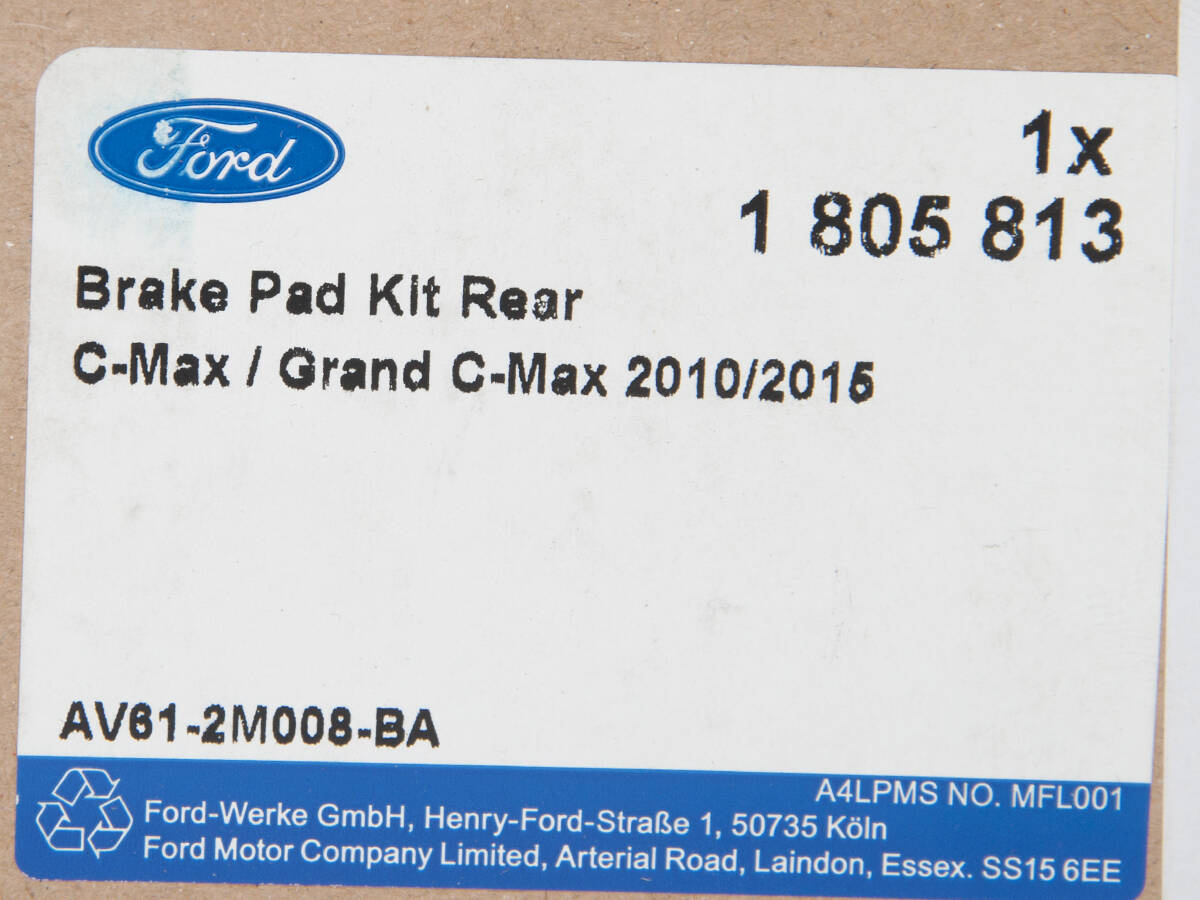 Ford
1x
1 805 813
Brake Pad Kit Rear
C-Max / Grand C-Max 2010/2015
AV61-2M008-BA
A4LPMS NO. MFL001
Ford-Werke GmbH, Henry-Ford-Straße 1, 50735 Köln
Ford Motor Company Limited, Arterial Road, Laindon, Essex. SS15 6EE